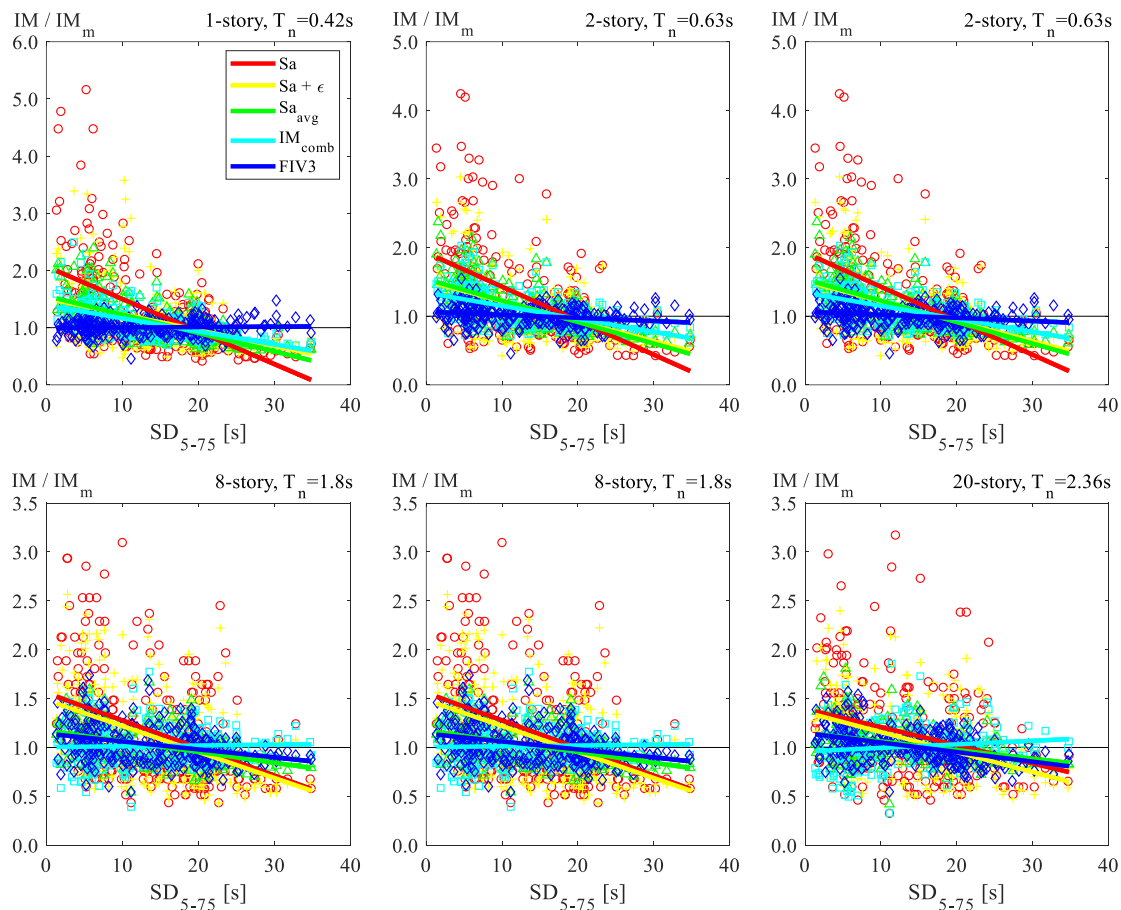 IM / IM_m 1-story, T_n=0.42s
6.0
5.0
4.0
3.0
2.0
1.0
0.0
0 10 20 30 40
SD_5-75 [s]
Sa
Sa + ϵ
Sa_avg
IM_comb
FIV3
IM / IM_m 2-story, T_n=0.63s
5.0
4.0
3.0
2.0
1.0
0.0
0 10 20 30 40
SD_5-75 [s]
IM / IM_m 2-story, T_n=0.63s
5.0
4.0
3.0
2.0
1.0
0.0
0 10 20 30 40
SD_5-75 [s]
IM / IM_m 8-story, T_n=1.8s
3.5
3.0
2.5
2.0
1.5
1.0
0.5
0.0
0 10 20 30 40
SD_5-75 [s]
IM / IM_m 8-story, T_n=1.8s
3.5
3.0
2.5
2.0
1.5
1.0
0.5
0.0
0 10 20 30 40
SD_5-75 [s]
IM / IM_m 20-story, T_n=2.36s
3.5
3.0
2.5
2.0
1.5
1.0
0.5
0.0
0 10 20 30 40
SD_5-75 [s]